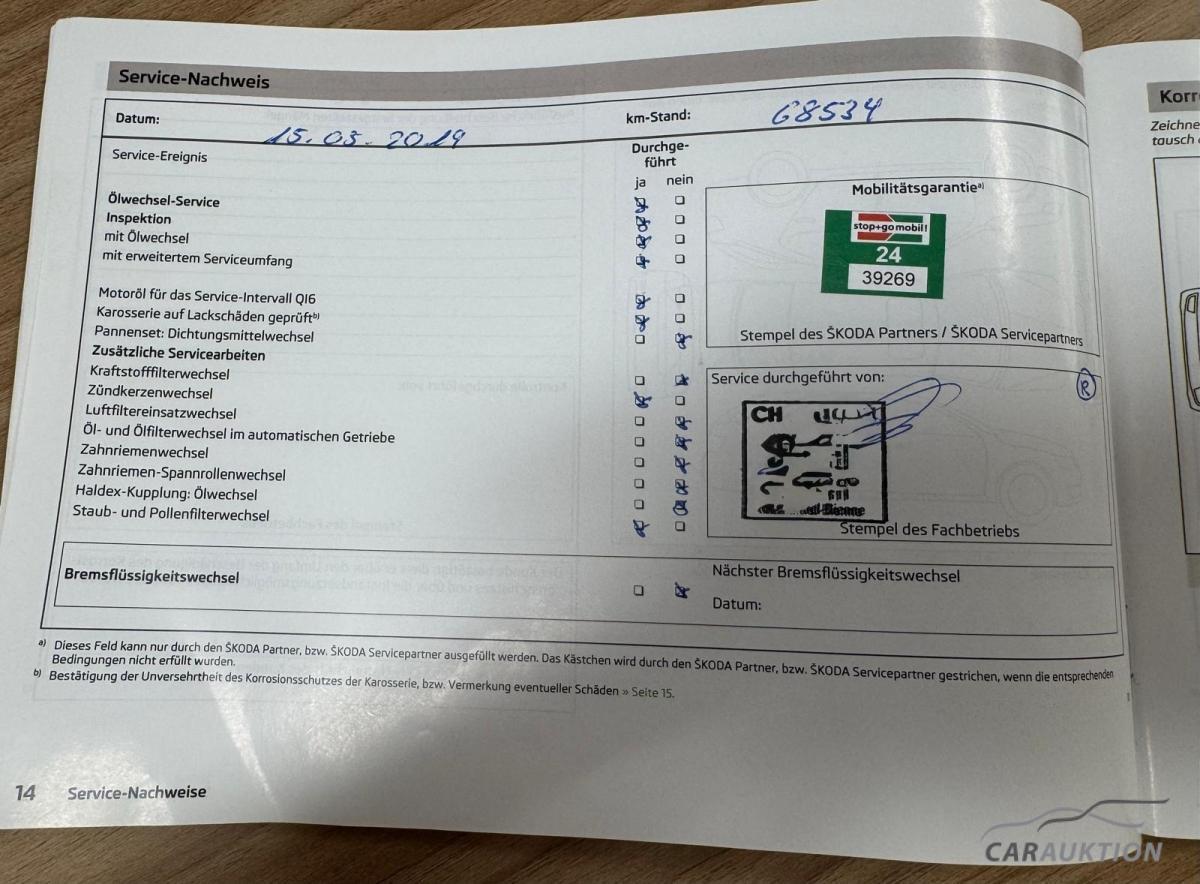 Service-Nachweis
Datum: 15.03.2019
km-Stand: 68534
Service-Ereignis
Durchge-
führt
ja nein
Ölwechsel-Service
Inspektion
mit Ölwechsel
mit erweitertem Serviceumfang
Motoröl für das Service-Intervall QI6
Karosserie auf Lackschäden geprüft b)
Pannenset: Dichtungsmittelwechsel
Zusätzliche Servicearbeiten
Kraftstofffilterwechsel
Zündkerzenwechsel
Luftfiltereinsatzwechsel
Öl- und Ölfilterwechsel im automatischen Getriebe
Zahnriemenwechsel
Zahnriemen-Spannrollenwechsel
Haldex-Kupplung: Ölwechsel
Staub- und Pollenfilterwechsel
Mobilitätsgarantie a)
stop+go mobil!
24
39269
Stempel des ŠKODA Partners / ŠKODA Servicepartners
Service durchgeführt von:
R
CH
Stempel des Fachbetriebs
Bremsflüssigkeitswechsel
Nächster Bremsflüssigkeitswechsel
Datum:
a) Dieses Feld kann nur durch den ŠKODA Partner, bzw. ŠKODA Servicepartner ausgefüllt werden. Das Kästchen wird durch den ŠKODA Partner, bzw. ŠKODA Servicepartner gestrichen, wenn die entsprechenden
Bedingungen nicht erfüllt wurden.
b) Bestätigung der Unversehrtheit des Korrosionsschutzes der Karosserie, bzw. Vermerkung eventueller Schäden » Seite 15.
14 Service-Nachweise
Korr
Zeichne
tausch
CARAUKTION